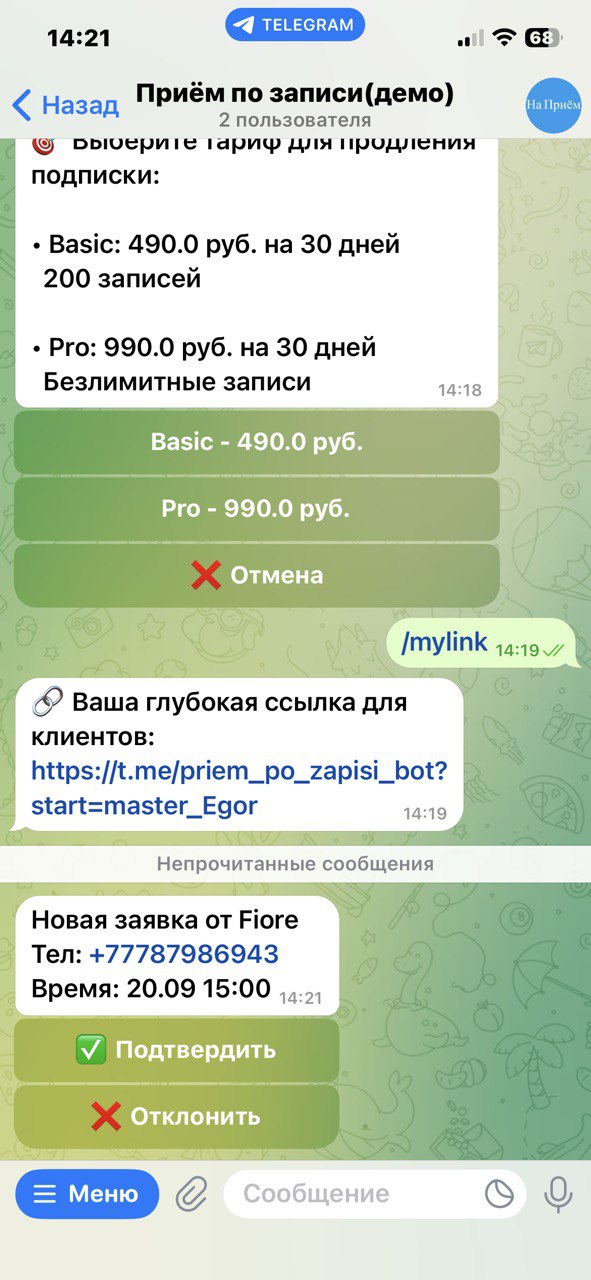 14:21
TELEGRAM
68
Назад
Приём по записи(демо)
2 пользователя
На Приём
🎯 Выберите тариф для продления
подписки:
• Basic: 490.0 руб. на 30 дней
200 записей
• Pro: 990.0 руб. на 30 дней
Безлимитные записи
14:18
Basic - 490.0 руб.
Pro - 990.0 руб.
❌ Отмена
/mylink 14:19
🔗 Ваша глубокая ссылка для
клиентов:
https://t.me/priem_po_zapisi_bot?
start=master_Egor
14:19
Непрочитанные сообщения
Новая заявка от Fiore
Тел: +77787986943
Время: 20.09 15:00 14:21
✅ Подтвердить
❌ Отклонить
Меню
Сообщение